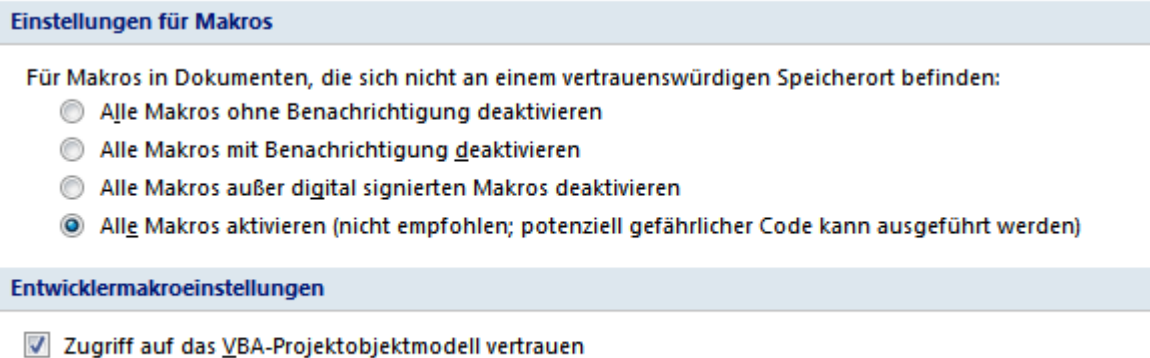 Einstellungen für Makros
Für Makros in Dokumenten, die sich nicht an einem vertrauenswürdigen Speicherort befinden:
Alle Makros ohne Benachrichtigung deaktivieren
Alle Makros mit Benachrichtigung deaktivieren
Alle Makros außer digital signierten Makros deaktivieren
Alle Makros aktivieren (nicht empfohlen; potenziell gefährlicher Code kann ausgeführt werden)
Entwicklermakroeinstellungen
Zugriff auf das VBA-Projektobjektmodell vertrauen